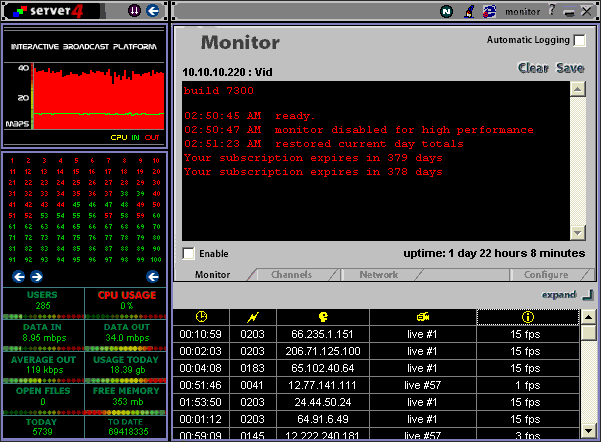 server 4
INTERACTIVE BROADCAST PLATFORM
40
20
MBPS
CPU IN OUT
1 2 3 4 5 6 7 8 9 10
11 12 13 14 15 16 17 18 19 20
21 22 23 24 25 26 27 28 29 30
31 32 33 34 35 36 37 38 39 40
41 42 43 44 45 46 47 48 49 50
51 52 53 54 55 56 57 58 59 60
61 62 63 64 65 66 67 68 69 70
71 72 73 74 75 76 77 78 79 80
81 82 83 84 85 86 87 88 89 90
91 92 93 94 95 96 97 98 99 100
USERS CPU USAGE
285 0 %
DATA IN DATA OUT
8.95 mbps 34.0 mbps
AVERAGE OUT USAGE TODAY
119 kbps 18.39 gb
OPEN FILES FREE MEMORY
0 353 mb
TODAY TO DATE
5739 69418335
N monitor ?
Monitor
Automatic Logging
10.10.10.220 : Vid
Clear Save
build 7800
02:50:45 AM ready.
02:50:47 AM monitor disabled for high performance
02:51:23 AM restored current day totals
Your subscription expires in 379 days
Your subscription expires in 378 days
Enable
uptime: 1 day 22 hours 8 minutes
Monitor Channels Network Configure
expand
00:10:59 0203 66.235.1.151 live #1 15 fps
00:02:03 0203 206.71.125.100 live #1 15 fps
00:04:08 0183 65.102.40.64 live #1 15 fps
00:51:46 0041 12.77.141.111 live #57 1 fps
01:53:50 0203 24.44.50.24 live #1 15 fps
00:01:12 0203 64.91.6.49 live #1 15 fps
00:59:09 0145 12.222.240.181 live #57 3 fps